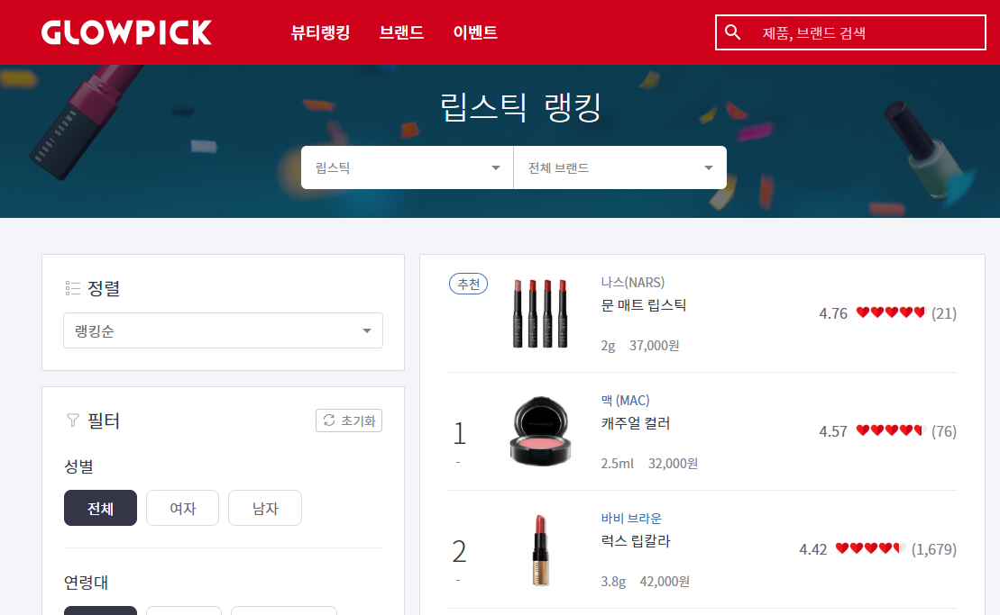 GLOWPICK 뷰티랭킹 브랜드 이벤트 제품, 브랜드 검색
립스틱 랭킹
립스틱 전체 브랜드
정렬
랭킹순
필터 초기화
성별
전체 여자 남자
연령대
추천
나스(NARS)
문 매트 립스틱
4.76 (21)
2g 37,000원
1
-
맥 (MAC)
캐주얼 컬러
4.57 (76)
2.5ml 32,000원
2
-
바비 브라운
럭스 립칼라
4.42 (1,679)
3.8g 42,000원